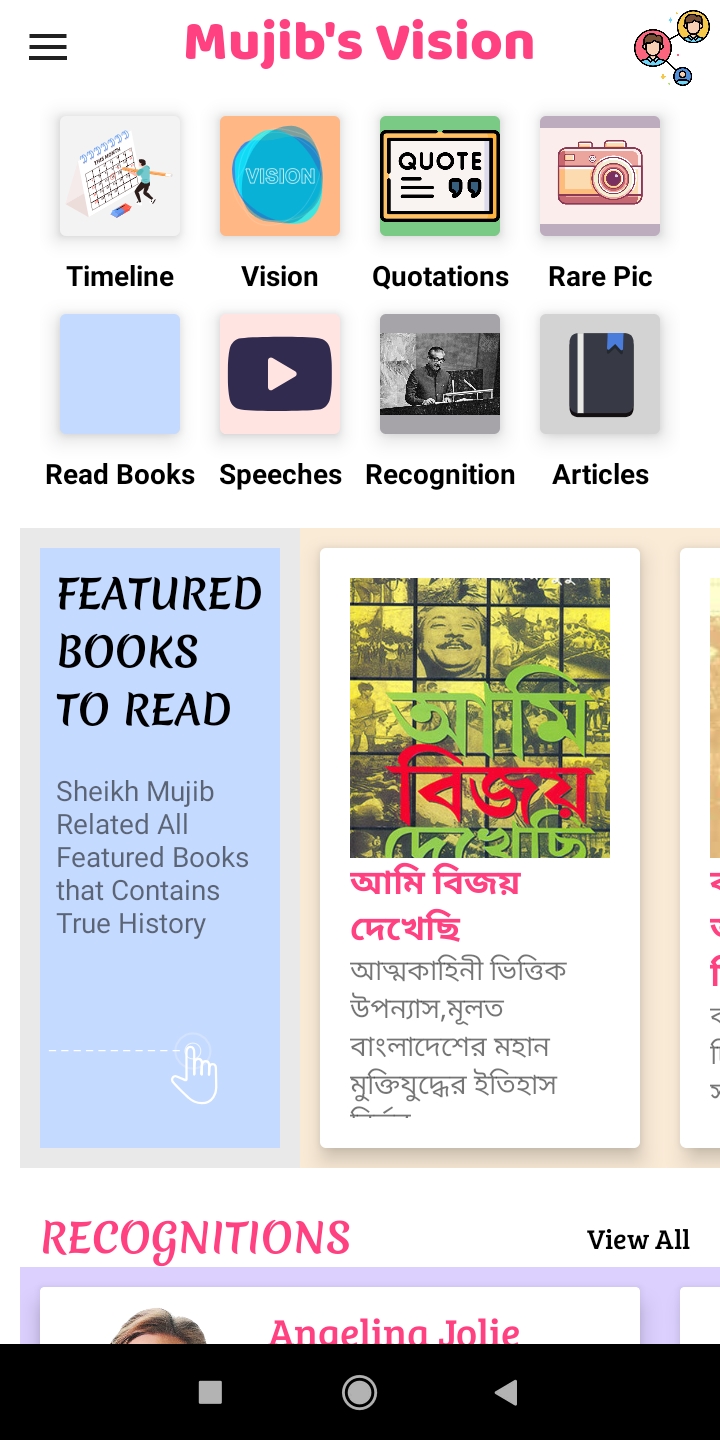 Mujib's Vision
THIS MONTH
VISION
QUOTE
Timeline Vision Quotations Rare Pic
Read Books Speeches Recognition Articles
FEATURED
BOOKS
TO READ
Sheikh Mujib
Related All
Featured Books
that Contains
True History
আমি
বিজয়
দেখেছি
আমি বিজয়
দেখেছি
আত্মকাহিনী ভিত্তিক
উপন্যাস,মূলত
বাংলাদেশের মহান
মুক্তিযুদ্ধের ইতিহাস
RECOGNITIONS
View All
Angelina Jolie